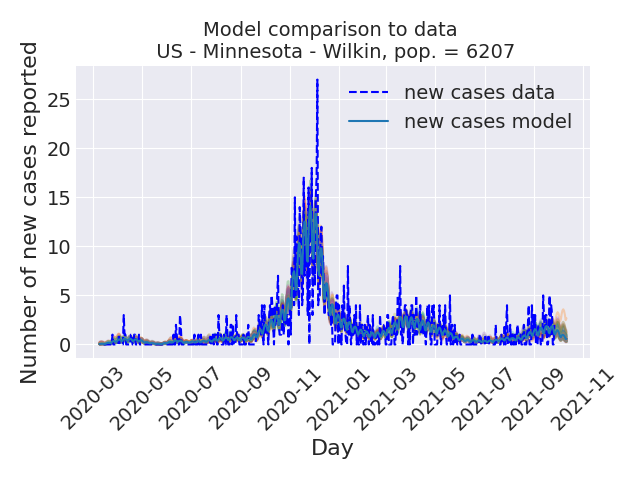 Model comparison to data
US - Minnesota - Wilkin, pop. = 6207
Number of new cases reported
25
20
15
10
5
0
new cases data
new cases model
2020-03
2020-05
2020-07
2020-09
2020-11
2021-01
2021-03
2021-05
2021-07
2021-09
2021-11
Day